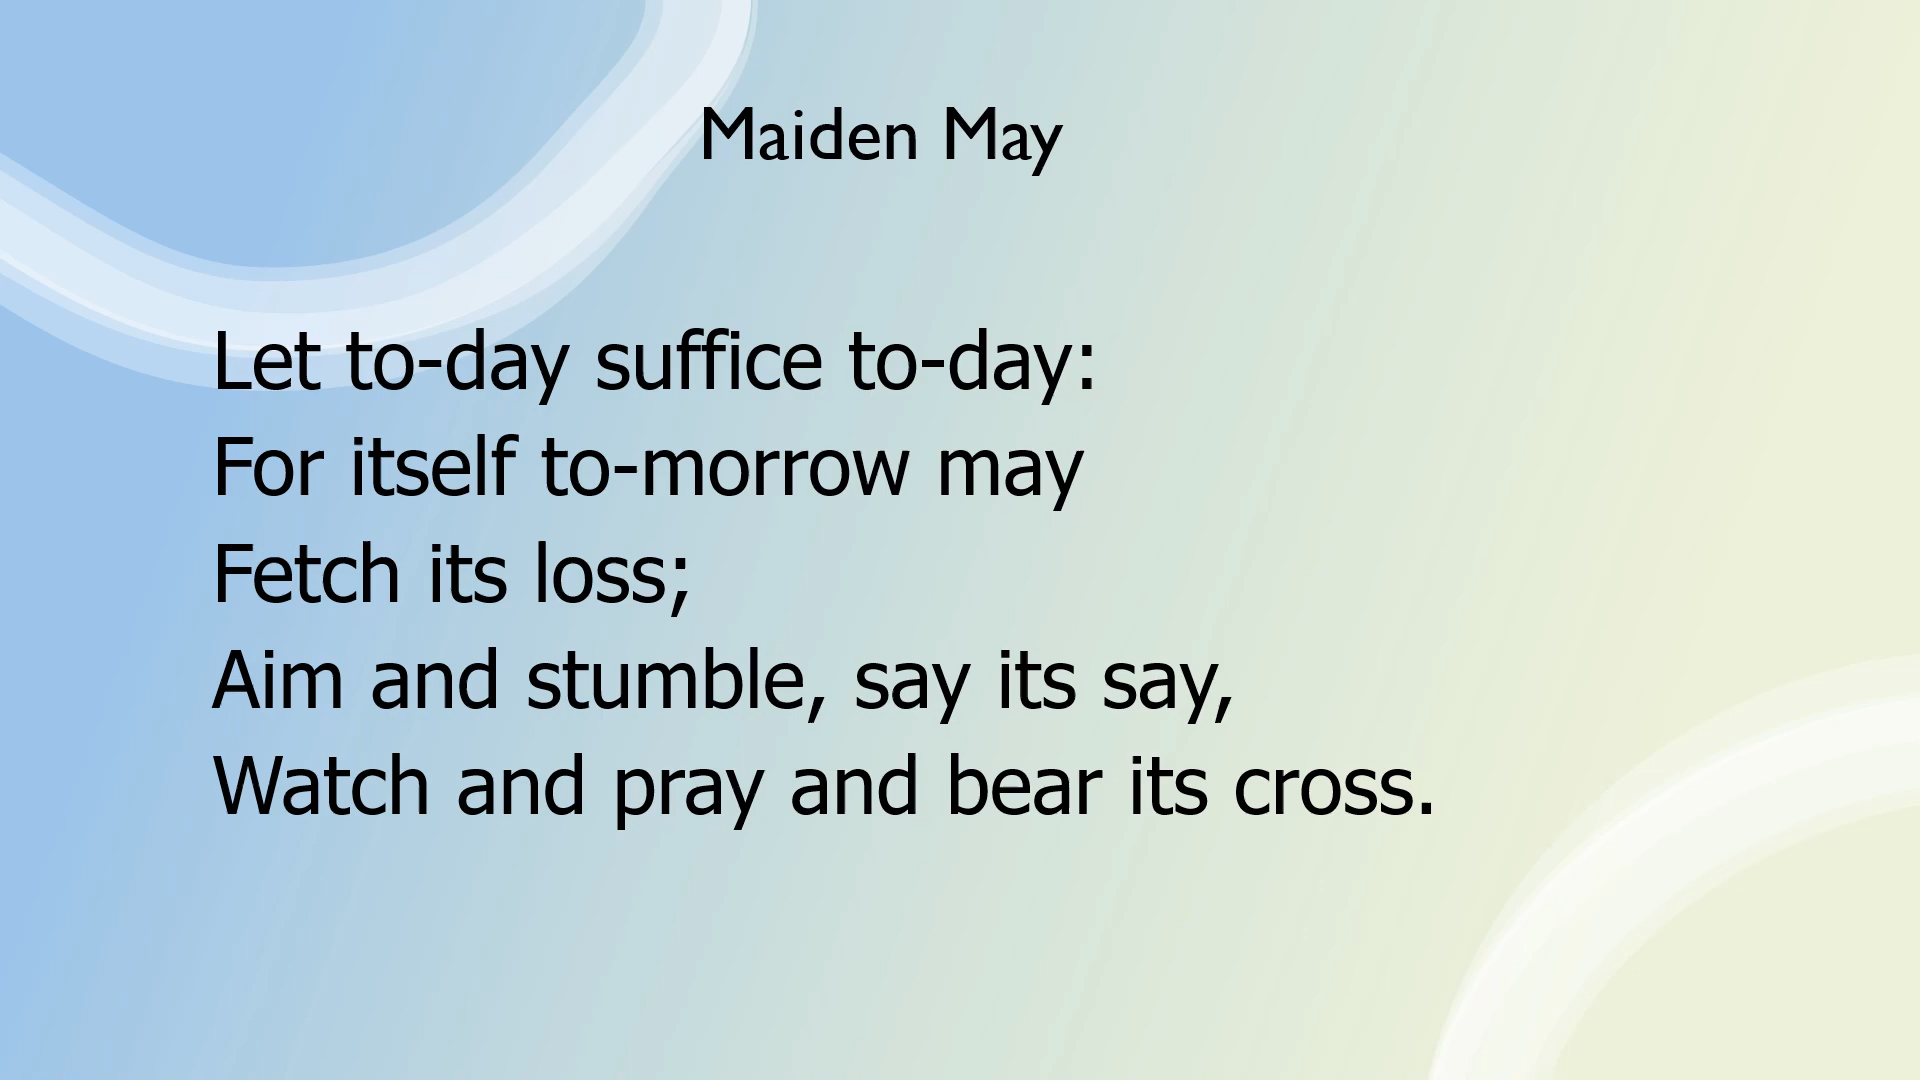 Maiden May
Let to-day suffice to-day:
For itself to-morrow may
Fetch its loss;
Aim and stumble, say its say,
Watch and pray and bear its cross.